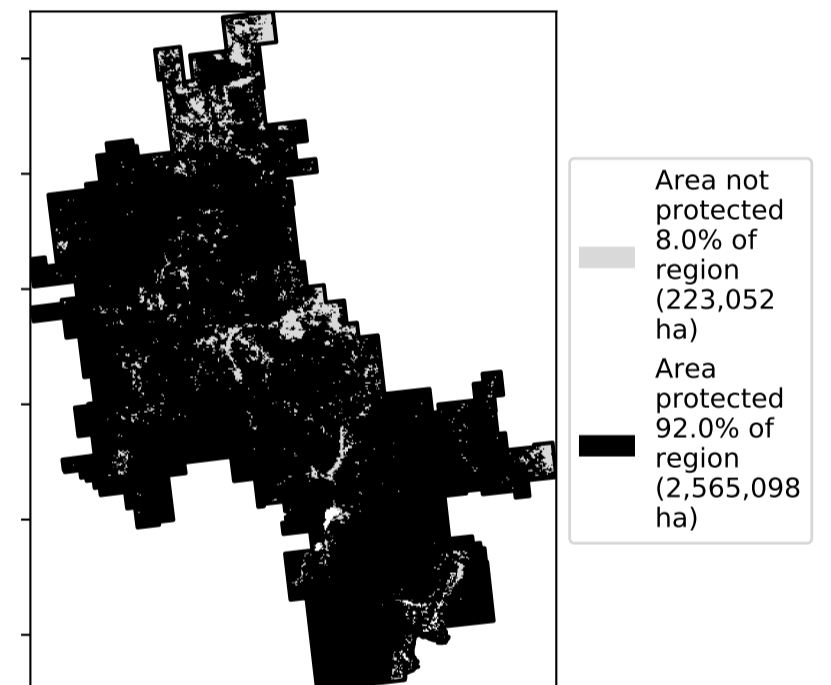 Area not
protected
8.0% of
region
(223,052
ha)
Area
protected
92.0% of
region
(2,565,098
ha)